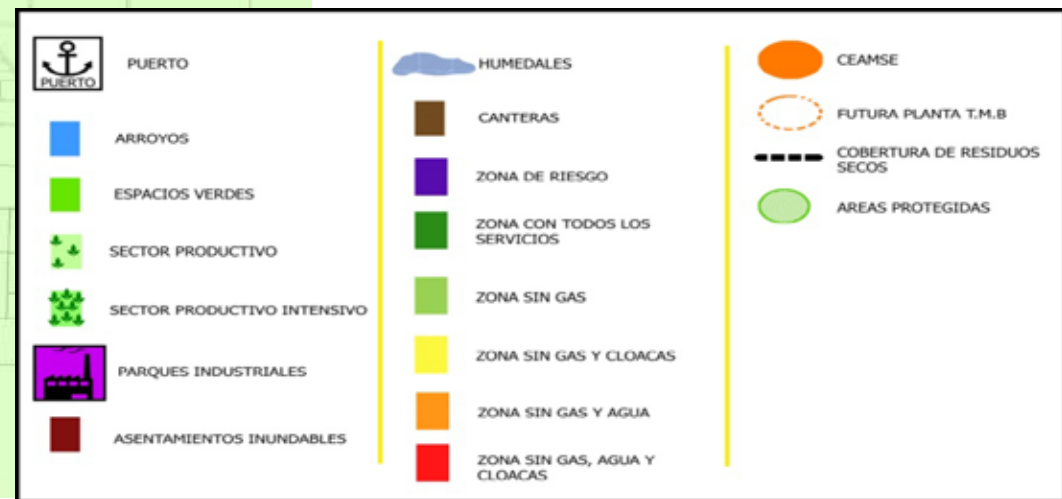 PUERTO
PUERTO
ARROYOS
ESPACIOS VERDES
SECTOR PRODUCTIVO
SECTOR PRODUCTIVO INTENSIVO
PARQUES INDUSTRIALES
ASENTAMIENTOS INUNDABLES
HUMEDALES
CANTERAS
ZONA DE RIESGO
ZONA CON TODOS LOS
SERVICIOS
ZONA SIN GAS
ZONA SIN GAS Y CLOACAS
ZONA SIN GAS Y AGUA
ZONA SIN GAS, AGUA Y
CLOACAS
CEAMSE
FUTURA PLANTA T.M.B
COBERTURA DE RESIDUOS
SECOS
AREAS PROTEGIDAS